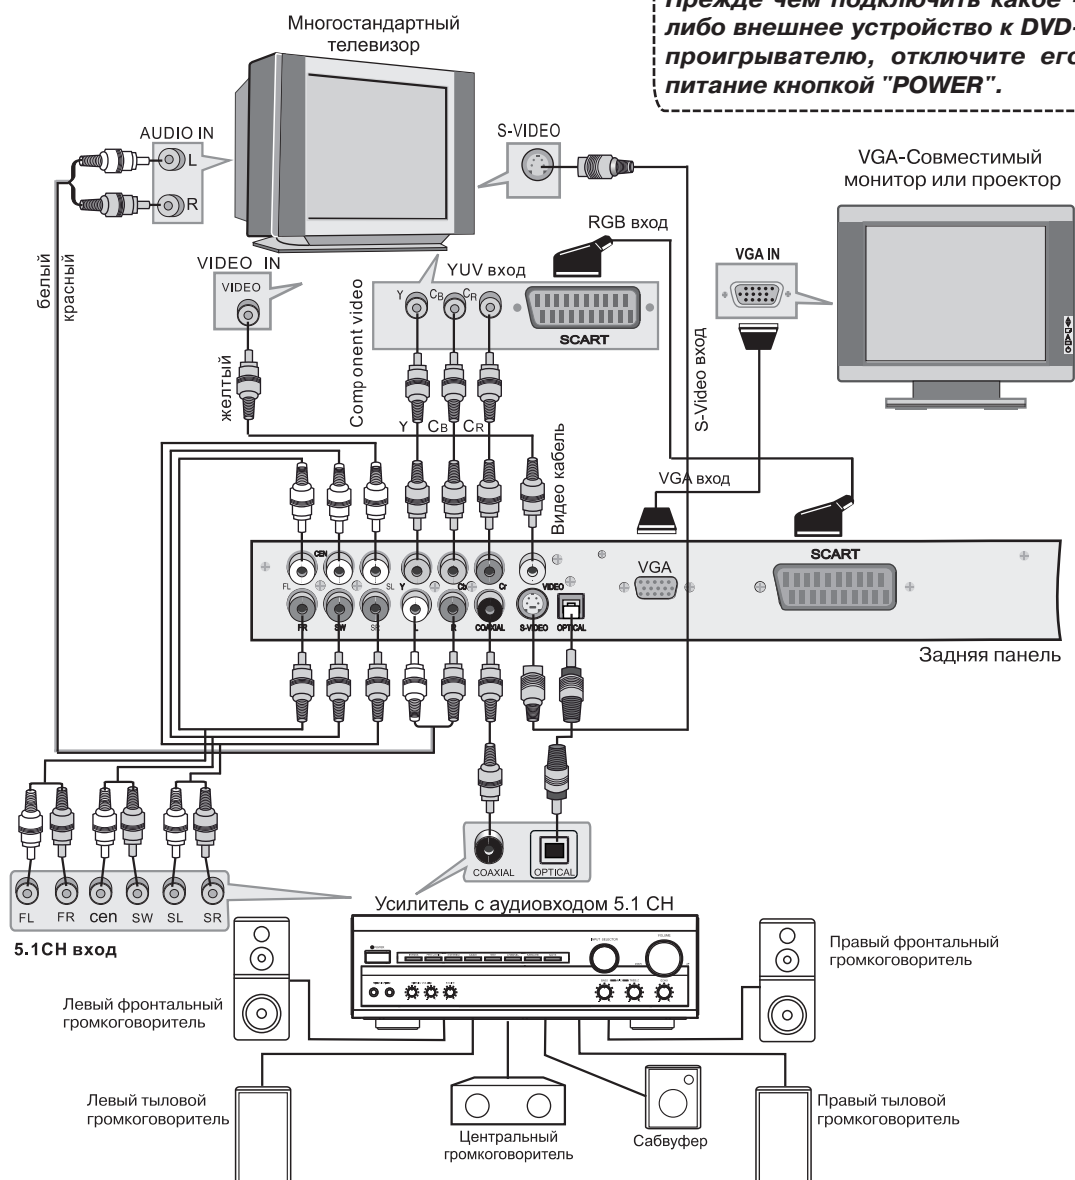 Прежде чем подключить какое -
либо внешнее устройство к DVD-
проигрывателю, отключите его
питание кнопкой "POWER".
Многостандартный
телевизор
AUDIO IN
L
R
S-VIDEO
VGA-Совместимый
монитор или проектор
RGB вход
VGA IN
белый
красный
VIDEO IN
VIDEO
YUV вход
Y CB CR
SCART
Component video
желтый
S-Video вход
Y CB CR
Видео кабель
VGA вход
CEN
FL SL Y Cb Cr VIDEO
VGA
SCART
FR SW SR L R COAXIAL S-VIDEO OPTICAL
Задняя панель
COAXIAL OPTICAL
FL FR cen SW SL SR
5.1CH вход
Усилитель с аудиовходом 5.1 CH
INPUT SELECTOR
VOLUME
Левый фронтальный
громкоговоритель
Правый фронтальный
громкоговоритель
Левый тыловой
громкоговоритель
Центральный
громкоговоритель
Сабвуфер
Правый тыловой
громкоговоритель